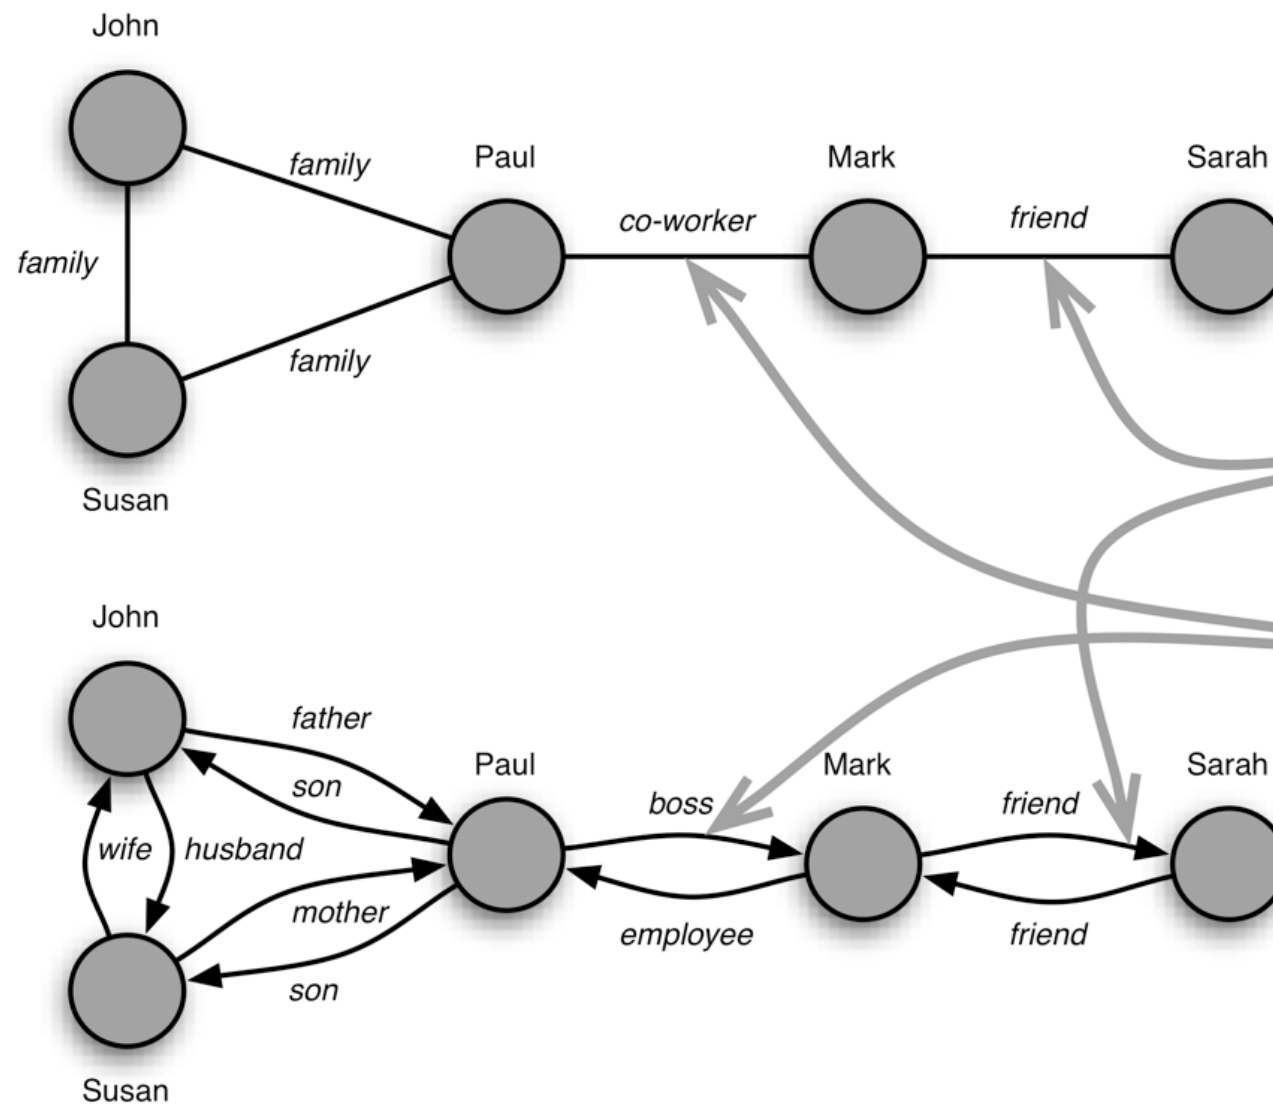 John
family
Paul
Mark
Sarah
co-worker
friend
family
family
Susan
John
father
Paul
Mark
Sarah
son
boss
friend
wife
husband
mother
employee
friend
son
Susan